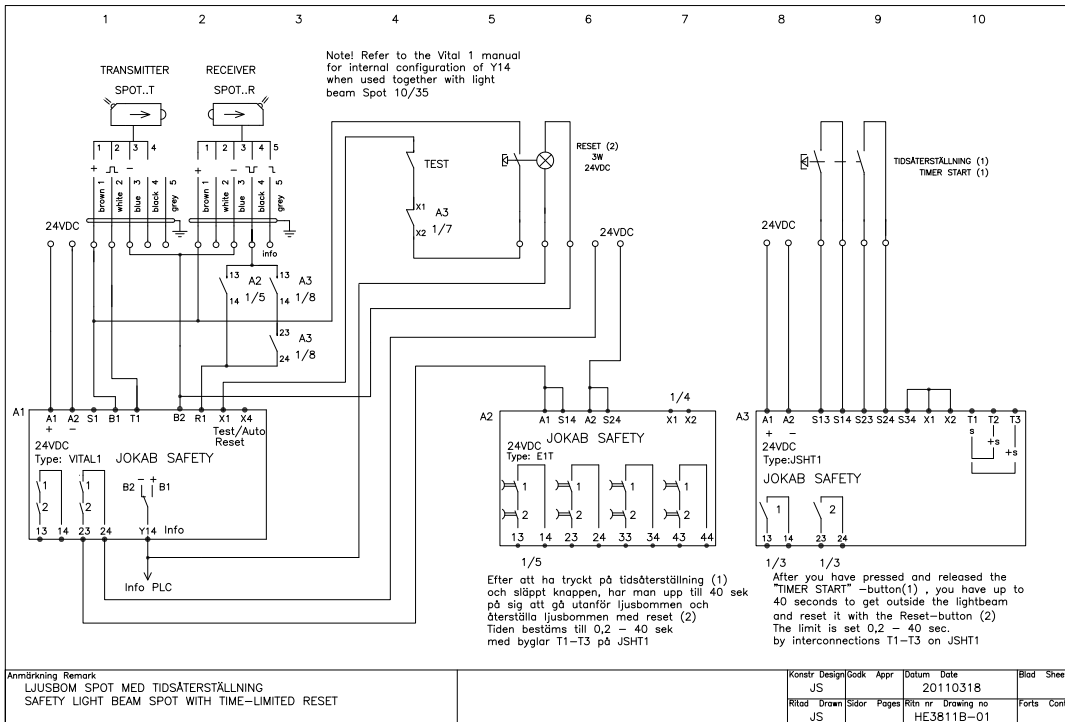 1 2 3 4 5 6 7 8 9 10
Note! Refer to the Vital 1 manual
for internal configuration of Y14
when used together with light
beam Spot 10/35
TRANSMITTER
SPOT..T
RECEIVER
SPOT..R
1 2 3 4
+ −
brown 1
white 2
blue 3
black 4
grey 5
1 2 3 4 5
+ −
brown 1
white 2
blue 3
black 4
grey 5
24VDC
info
TEST
X1
X2
A3
1/7
RESET (2)
3W
24VDC
24VDC
24VDC
TIDSÅTERSTÄLLNING (1)
TIMER START (1)
13
14
A2
1/5
13
14
A3
1/8
23
24
A3
1/8
A1
A1 A2 S1 B1 T1 B2 R1 X1 X4
+ −
Test/Auto
Reset
24VDC
Type: VITAL1
JOKAB SAFETY
1
2
1
2
B2 − + B1
13 14 23 24 Y14 Info
Info PLC
A2
A1 S14 A2 S24
1/4
X1 X2
JOKAB SAFETY
24VDC
Type: E1T
1 1 1 1
2 2 2 2
13 14 23 24 33 34 43 44
1/5
A3
A1 A2 S13 S14 S23 S24 S34 X1 X2 T1 T2 T3
+ −
s +s +s
24VDC
Type:JSHT1
JOKAB SAFETY
1 2
13 14 23 24
1/3 1/3
Efter att ha tryckt på tidsåterställning (1)
och släppt knappen, har man upp till 40 sek
på sig att gå utanför ljusbommen och
återställa ljusbommen med reset (2)
Tiden bestäms till 0,2 − 40 sek
med byglar T1−T3 på JSHT1
After you have pressed and released the
"TIMER START" −button(1) , you have up to
40 seconds to get outside the lightbeam
and reset it with the Reset−button (2)
The limit is set 0,2 − 40 sec.
by interconnections T1−T3 on JSHT1
Anmärkning Remark
LJUSBOM SPOT MED TIDSÅTERSTÄLLNING
SAFETY LIGHT BEAM SPOT WITH TIME−LIMITED RESET
Konstr Design
JS
Godk Appr
Datum Date
20110318
Blad Sheet
Ritad Drawn
JS
Sidor Pages
Ritn nr Drawing no
HE3811B−01
Forts Cont